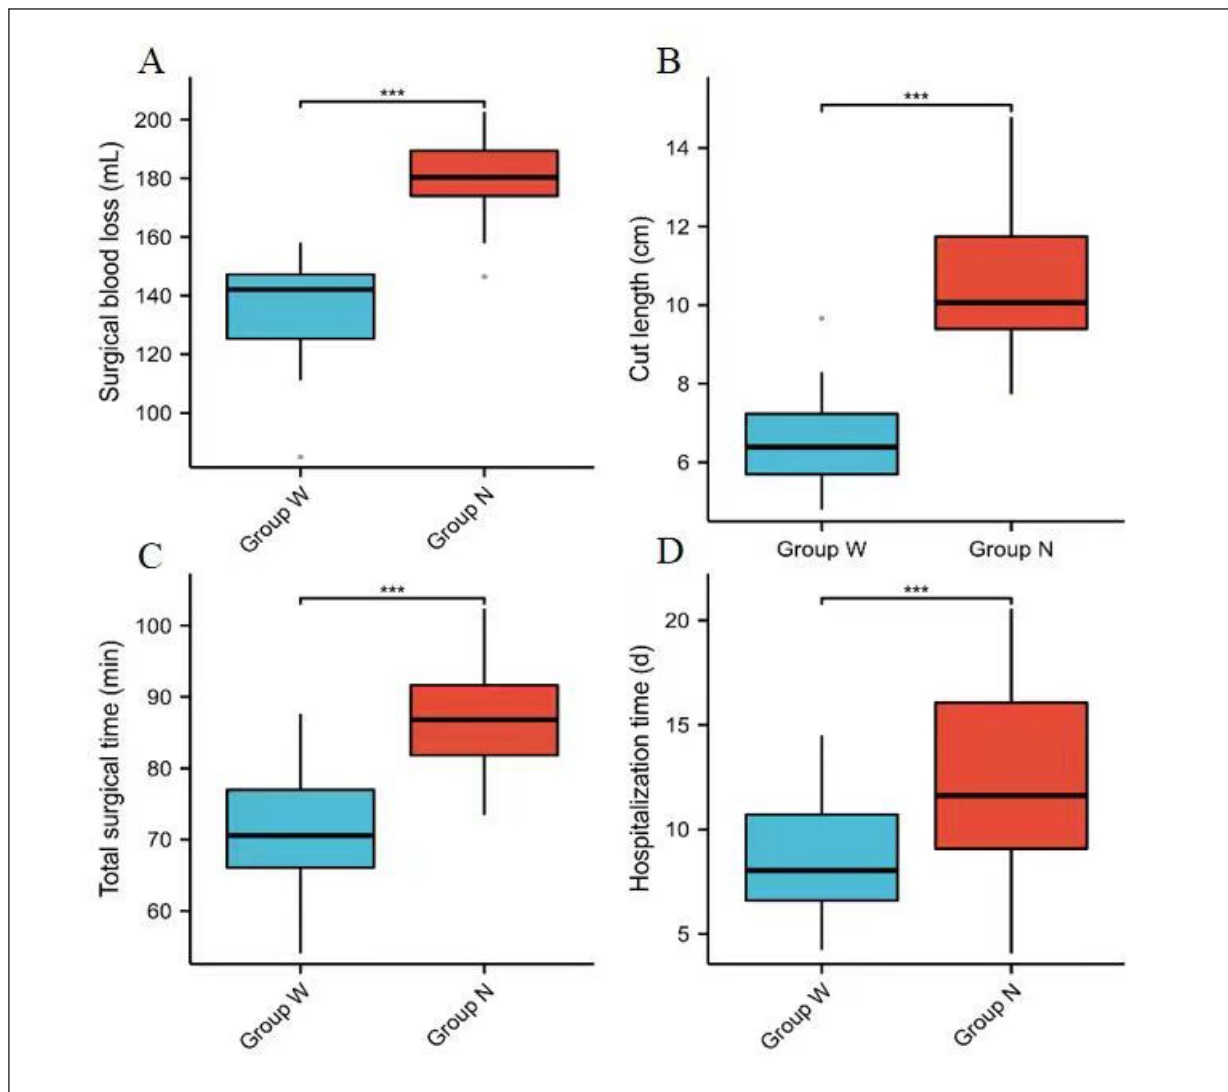 A
***
Surgical blood loss (mL)
200
180
160
140
120
100
Group W
Group N
B
***
Cut length (cm)
14
12
10
8
6
Group W
Group N
C
***
Total surgical time (min)
100
90
80
70
60
Group W
Group N
D
***
Hospitalization time (d)
20
15
10
5
Group W
Group N